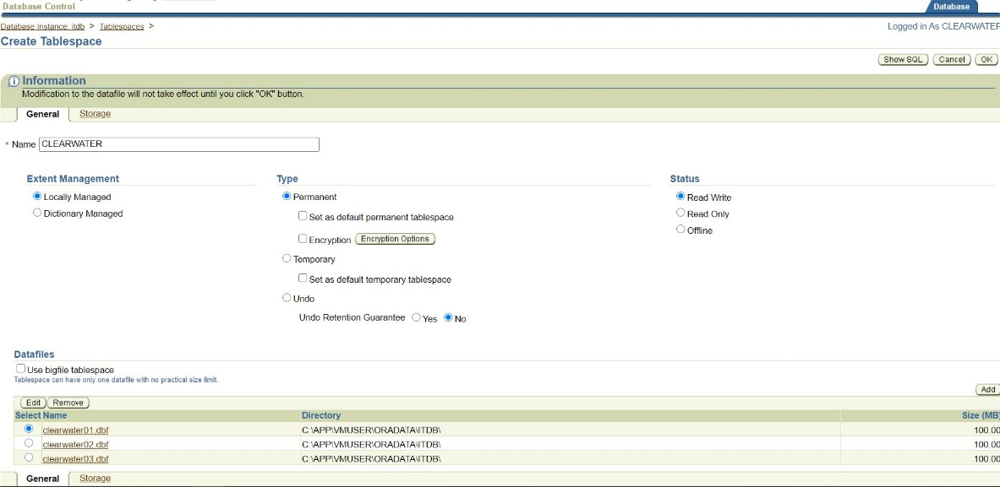 Database Control
Database
Database Instance: itdb > Tablespaces >
Logged in As CLEARWATER
Create Tablespace
Show SQL Cancel OK
Information
Modification to the datafile will not take effect until you click "OK" button.
General Storage
* Name CLEARWATER
Extent Management Type Status
Locally Managed Permanent Read Write
Dictionary Managed Set as default permanent tablespace Read Only
Encryption Encryption Options Offline
Temporary
Set as default temporary tablespace
Undo
Undo Retention Guarantee Yes No
Datafiles
Use bigfile tablespace
Tablespace can have only one datafile with no practical size limit.
Add
Edit Remove
Select Name Directory Size (MB)
clearwater01.dbf C:\APP\VMUSER\ORADATA\ITDB\ 100.00
clearwater02.dbf C:\APP\VMUSER\ORADATA\ITDB\ 100.00
clearwater03.dbf C:\APP\VMUSER\ORADATA\ITDB\ 100.00
General Storage